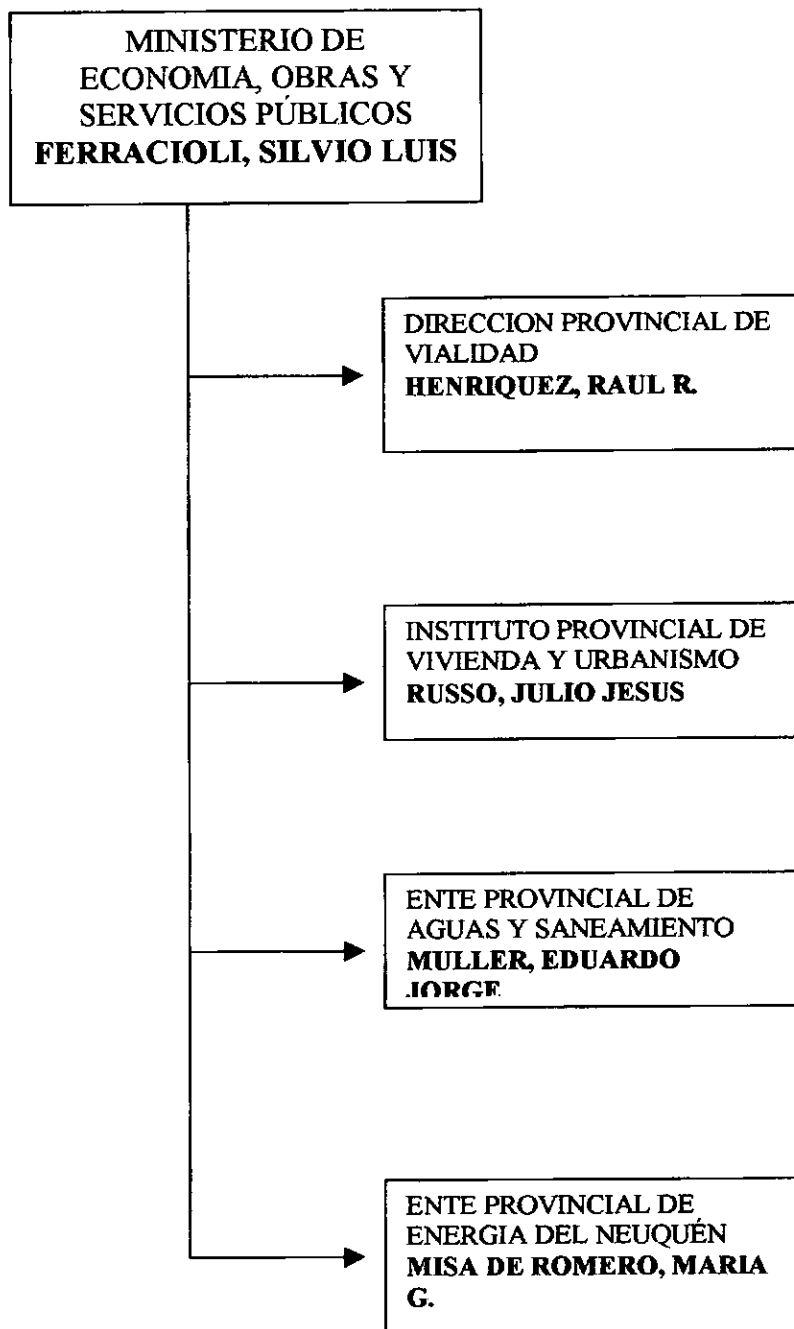 MINISTERIO DE
ECONOMIA, OBRAS Y
SERVICIOS PÚBLICOS
FERRACIOLI, SILVIO LUIS
DIRECCION PROVINCIAL DE
VIALIDAD
HENRIQUEZ, RAUL R.
INSTITUTO PROVINCIAL DE
VIVIENDA Y URBANISMO
RUSSO, JULIO JESUS
ENTE PROVINCIAL DE
AGUAS Y SANEAMIENTO
MULLER, EDUARDO
JORGE
ENTE PROVINCIAL DE
ENERGIA DEL NEUQUÉN
MISA DE ROMERO, MARIA
G.